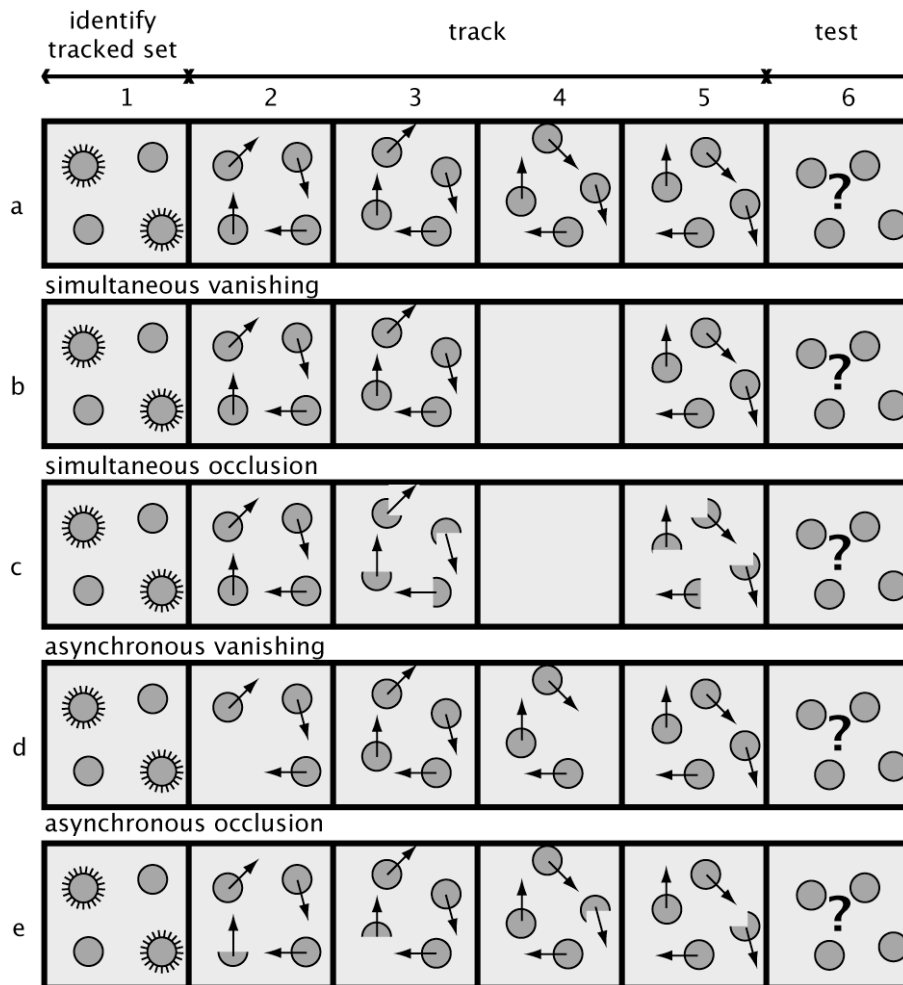 identify
tracked set
track
test
1 2 3 4 5 6
a
?
simultaneous vanishing
b
?
simultaneous occlusion
c
?
asynchronous vanishing
d
?
asynchronous occlusion
e
?